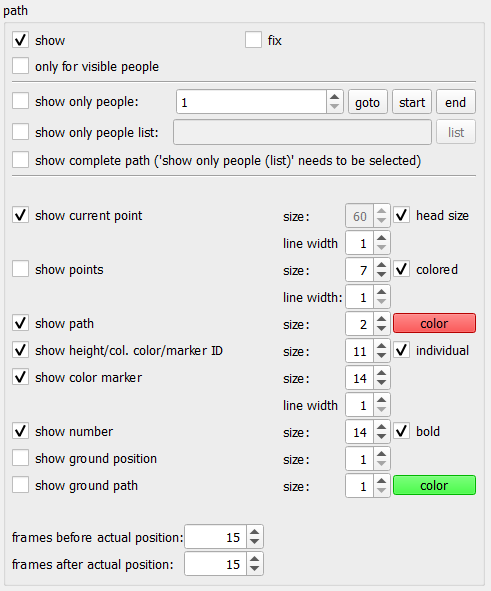 path
show fix
only for visible people
show only people: 1 goto start end
show only people list: list
show complete path ('show only people (list)' needs to be selected)
show current point size: 60 head size
line width 1
show points size: 7 colored
line width: 1
show path size: 2 color
show height/col. color/marker ID size: 11 individual
show color marker size: 14
line width 1
show number size: 14 bold
show ground position size: 1
show ground path size: 1 color
frames before actual position: 15
frames after actual position: 15